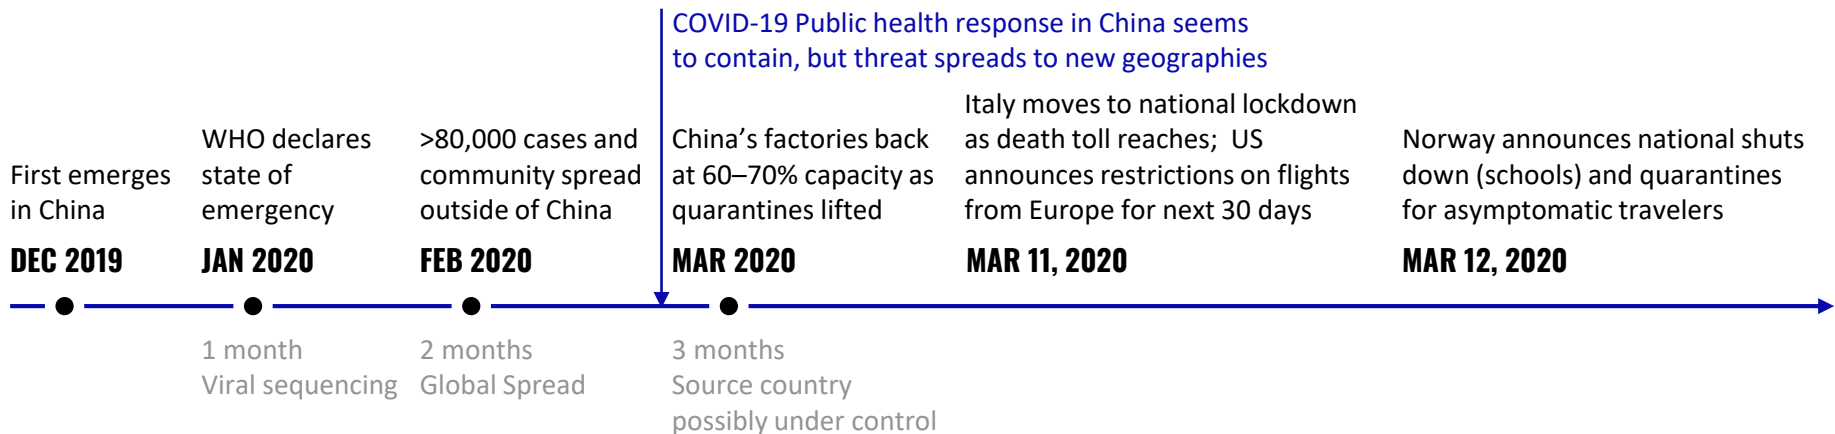 COVID-19 Public health response in China seems
to contain, but threat spreads to new geographies
First emerges
in China
DEC 2019
WHO declares
state of
emergency
JAN 2020
1 month
Viral sequencing
>80,000 cases and
community spread
outside of China
FEB 2020
2 months
Global Spread
China’s factories back
at 60–70% capacity as
quarantines lifted
MAR 2020
3 months
Source country
possibly under control
Italy moves to national lockdown
as death toll reaches;  US
announces restrictions on flights
from Europe for next 30 days
MAR 11, 2020
Norway announces national shuts
down (schools) and quarantines
for asymptomatic travelers
MAR 12, 2020